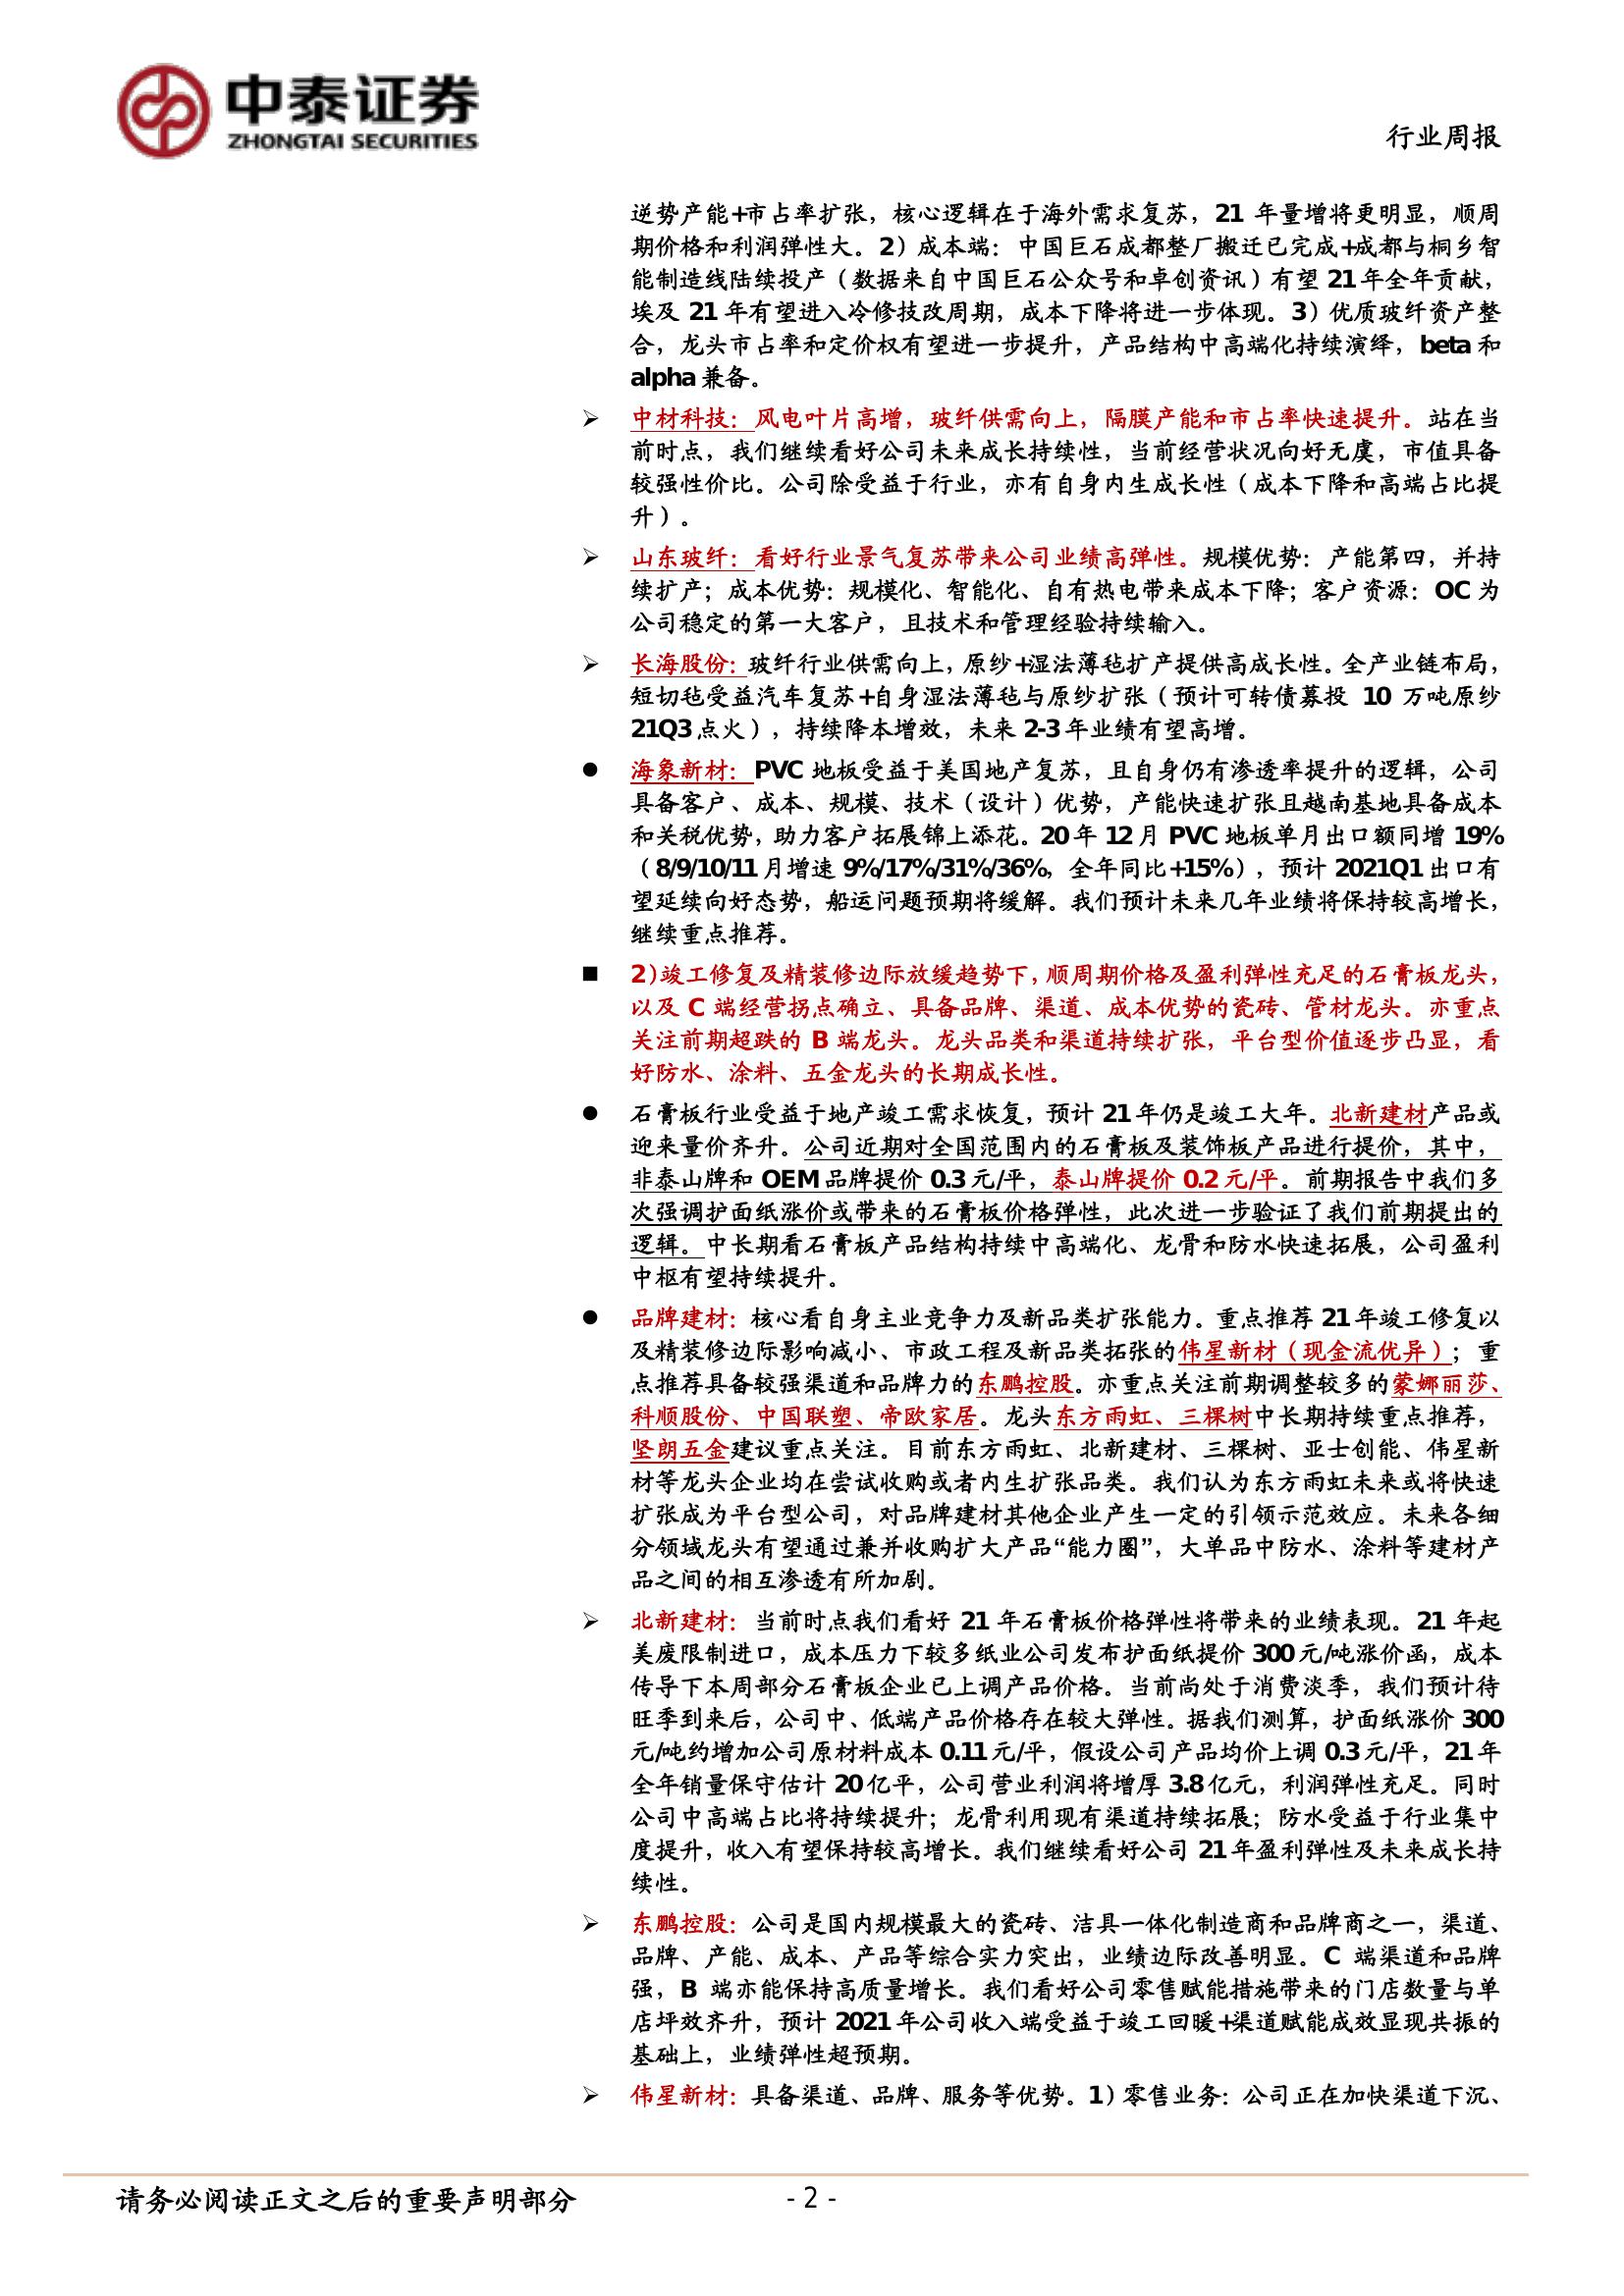 中泰证券
ZHONGTAI SECURITIES
行业周报
逆势产能+市占率扩张，核心逻辑在于海外需求复苏，21 年量增将更明显，顺周
期价格和利润弹性大。2）成本端：中国巨石成都整厂搬迁已完成+成都与桐乡智
能制造线陆续投产（数据来自中国巨石公众号和卓创资讯）有望 21 年全年贡献，
埃及 21 年有望进入冷修技改周期，成本下降将进一步体现。3）优质玻纤资产整
合，龙头市占率和定价权有望进一步提升，产品结构中高端化持续演绎，beta 和
alpha 兼备。
➢ 中材科技：风电叶片高增，玻纤供需向上，隔膜产能和市占率快速提升。站在当
前时点，我们继续看好公司未来成长持续性，当前经营状况向好无虞，市值具备
较强性价比。公司除受益于行业，亦有自身内生成长性（成本下降和高端占比提
升）。
➢ 山东玻纤：看好行业景气复苏带来公司业绩高弹性。规模优势：产能第四，并持
续扩产；成本优势：规模化、智能化、自有热电带来成本下降；客户资源：OC 为
公司稳定的第一大客户，且技术和管理经验持续输入。
➢ 长海股份：玻纤行业供需向上，原纱+湿法薄毡扩产提供高成长性。全产业链布局，
短切毡受益汽车复苏+自身湿法薄毡与原纱扩张（预计可转债募投 10 万吨原纱
21Q3 点火），持续降本增效，未来 2-3 年业绩有望高增。
● 海象新材：PVC 地板受益于美国地产复苏，且自身仍有渗透率提升的逻辑，公司
具备客户、成本、规模、技术（设计）优势，产能快速扩张且越南基地具备成本
和关税优势，助力客户拓展锦上添花。20 年 12 月 PVC 地板单月出口额同增 19%
（8/9/10/11 月增速 9%/17%/31%/36%，全年同比+15%），预计 2021Q1 出口有
望延续向好态势，船运问题预期将缓解。我们预计未来几年业绩将保持较高增长，
继续重点推荐。
■ 2）竣工修复及精装修边际放缓趋势下，顺周期价格及盈利弹性充足的石膏板龙头，
以及 C 端经营拐点确立、具备品牌、渠道、成本优势的瓷砖、管材龙头。亦重点
关注前期超跌的 B 端龙头。龙头品类和渠道持续扩张，平台型价值逐步凸显，看
好防水、涂料、五金龙头的长期成长性。
● 石膏板行业受益于地产竣工需求恢复，预计 21 年仍是竣工大年。北新建材产品或
迎来量价齐升。公司近期对全国范围内的石膏板及装饰板产品进行提价，其中，
非泰山牌和 OEM 品牌提价 0.3 元/平，泰山牌提价 0.2 元/平。前期报告中我们多
次强调护面纸涨价或带来的石膏板价格弹性，此次进一步验证了我们前期提出的
逻辑。中长期看石膏板产品结构持续中高端化、龙骨和防水快速拓展，公司盈利
中枢有望持续提升。
● 品牌建材：核心看自身主业竞争力及新品类扩张能力。重点推荐 21 年竣工修复以
及精装修边际影响减小、市政工程及新品类拓张的伟星新材（现金流优异）；重
点推荐具备较强渠道和品牌力的东鹏控股。亦重点关注前期调整较多的蒙娜丽莎、
科顺股份、中国联塑、帝欧家居。龙头东方雨虹、三棵树中长期持续重点推荐，
坚朗五金建议重点关注。目前东方雨虹、北新建材、三棵树、亚士创能、伟星新
材等龙头企业均在尝试收购或者内生扩张品类。我们认为东方雨虹未来或将快速
扩张成为平台型公司，对品牌建材其他企业产生一定的引领示范效应。未来各细
分领域龙头有望通过兼并收购扩大产品“能力圈”，大单品中防水、涂料等建材产
品之间的相互渗透有所加剧。
➢ 北新建材：当前时点我们看好 21 年石膏板价格弹性将带来的业绩表现。21 年起
美废限制进口，成本压力下较多纸业公司发布护面纸提价 300 元/吨涨价函，成本
传导下本周部分石膏板企业已上调产品价格。当前尚处于消费淡季，我们预计待
旺季到来后，公司中、低端产品价格存在较大弹性。据我们测算，护面纸涨价 300
元/吨约增加公司原材料成本 0.11 元/平，假设公司产品均价上调 0.3 元/平，21 年
全年销量保守估计 20 亿平，公司营业利润将增厚 3.8 亿元，利润弹性充足。同时
公司中高端占比将持续提升；龙骨利用现有渠道持续拓展；防水受益于行业集中
度提升，收入有望保持较高增长。我们继续看好公司 21 年盈利弹性及未来成长持
续性。
➢ 东鹏控股：公司是国内规模最大的瓷砖、洁具一体化制造商和品牌商之一，渠道、
品牌、产能、成本、产品等综合实力突出，业绩边际改善明显。C 端渠道和品牌
强，B 端亦能保持高质量增长。我们看好公司零售赋能措施带来的门店数量与单
店坪效齐升，预计 2021 年公司收入端受益于竣工回暖+渠道赋能成效显现共振的
基础上，业绩弹性超预期。
➢ 伟星新材：具备渠道、品牌、服务等优势。1）零售业务：公司正在加快渠道下沉、
请务必阅读正文之后的重要声明部分
- 2 -